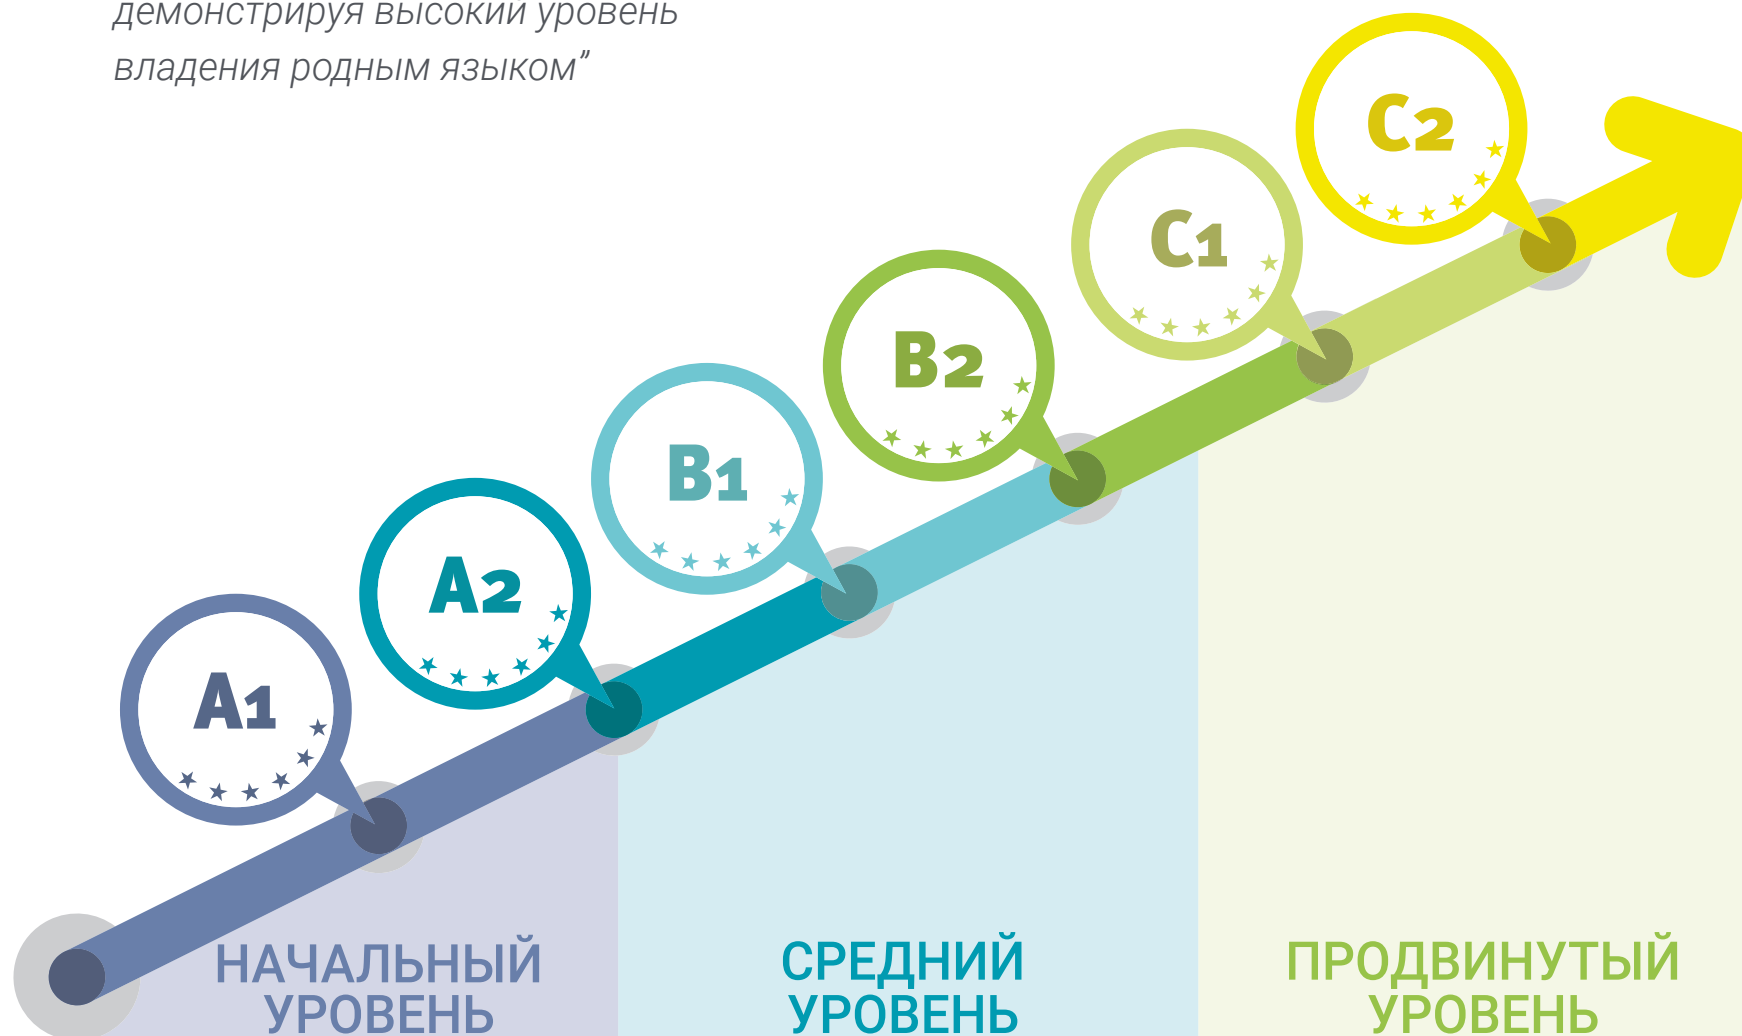 демонстрируя высокий уровень
владения родным языком”
C2
C1
B2
B1
A2
A1
НАЧАЛЬНЫЙ
УРОВЕНЬ
СРЕДНИЙ
УРОВЕНЬ
ПРОДВИНУТЫЙ
УРОВЕНЬ